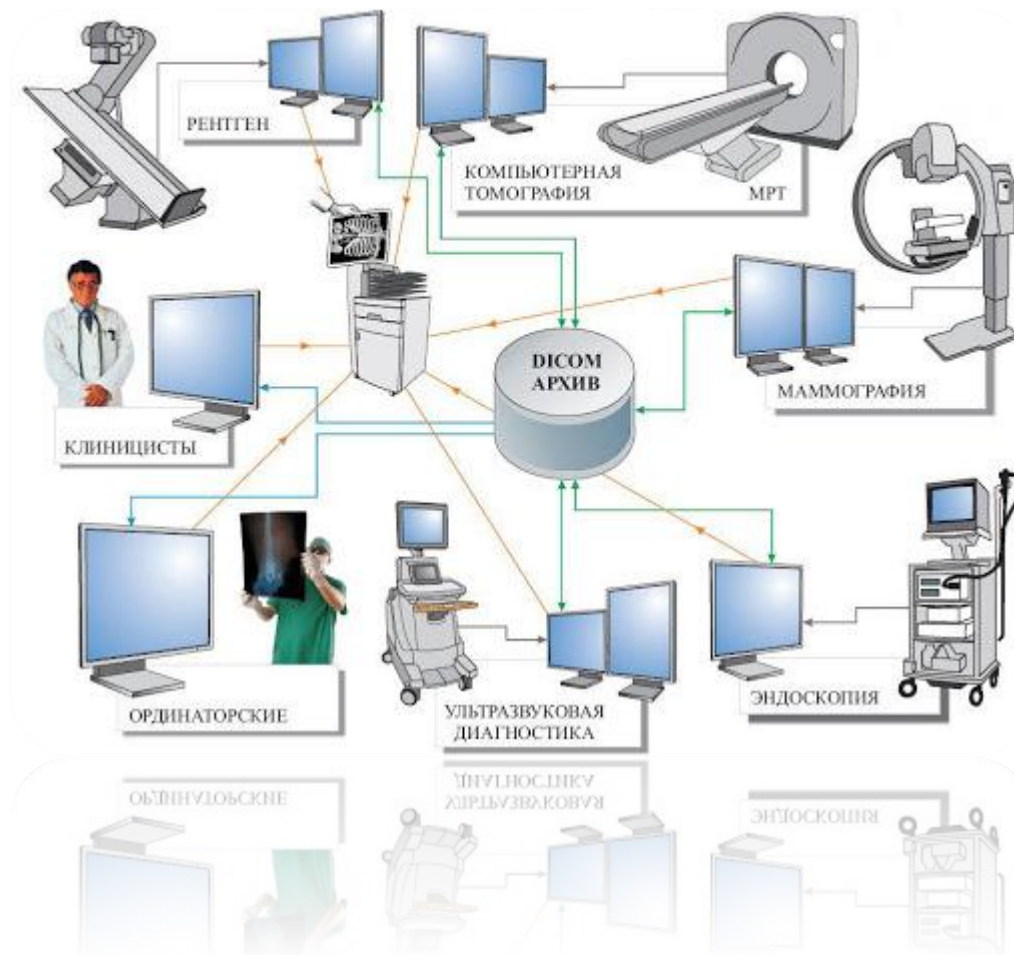 РЕНТГЕН
КОМПЬЮТЕРНАЯ
ТОМОГРАФИЯ
МРТ
DICOM
АРХИВ
МАММОГРАФИЯ
КЛИНИЦИСТЫ
ОРДИНАТОРСКИЕ
УЛЬТРАЗВУКОВАЯ
ДИАГНОСТИКА
ЭНДОСКОПИЯ